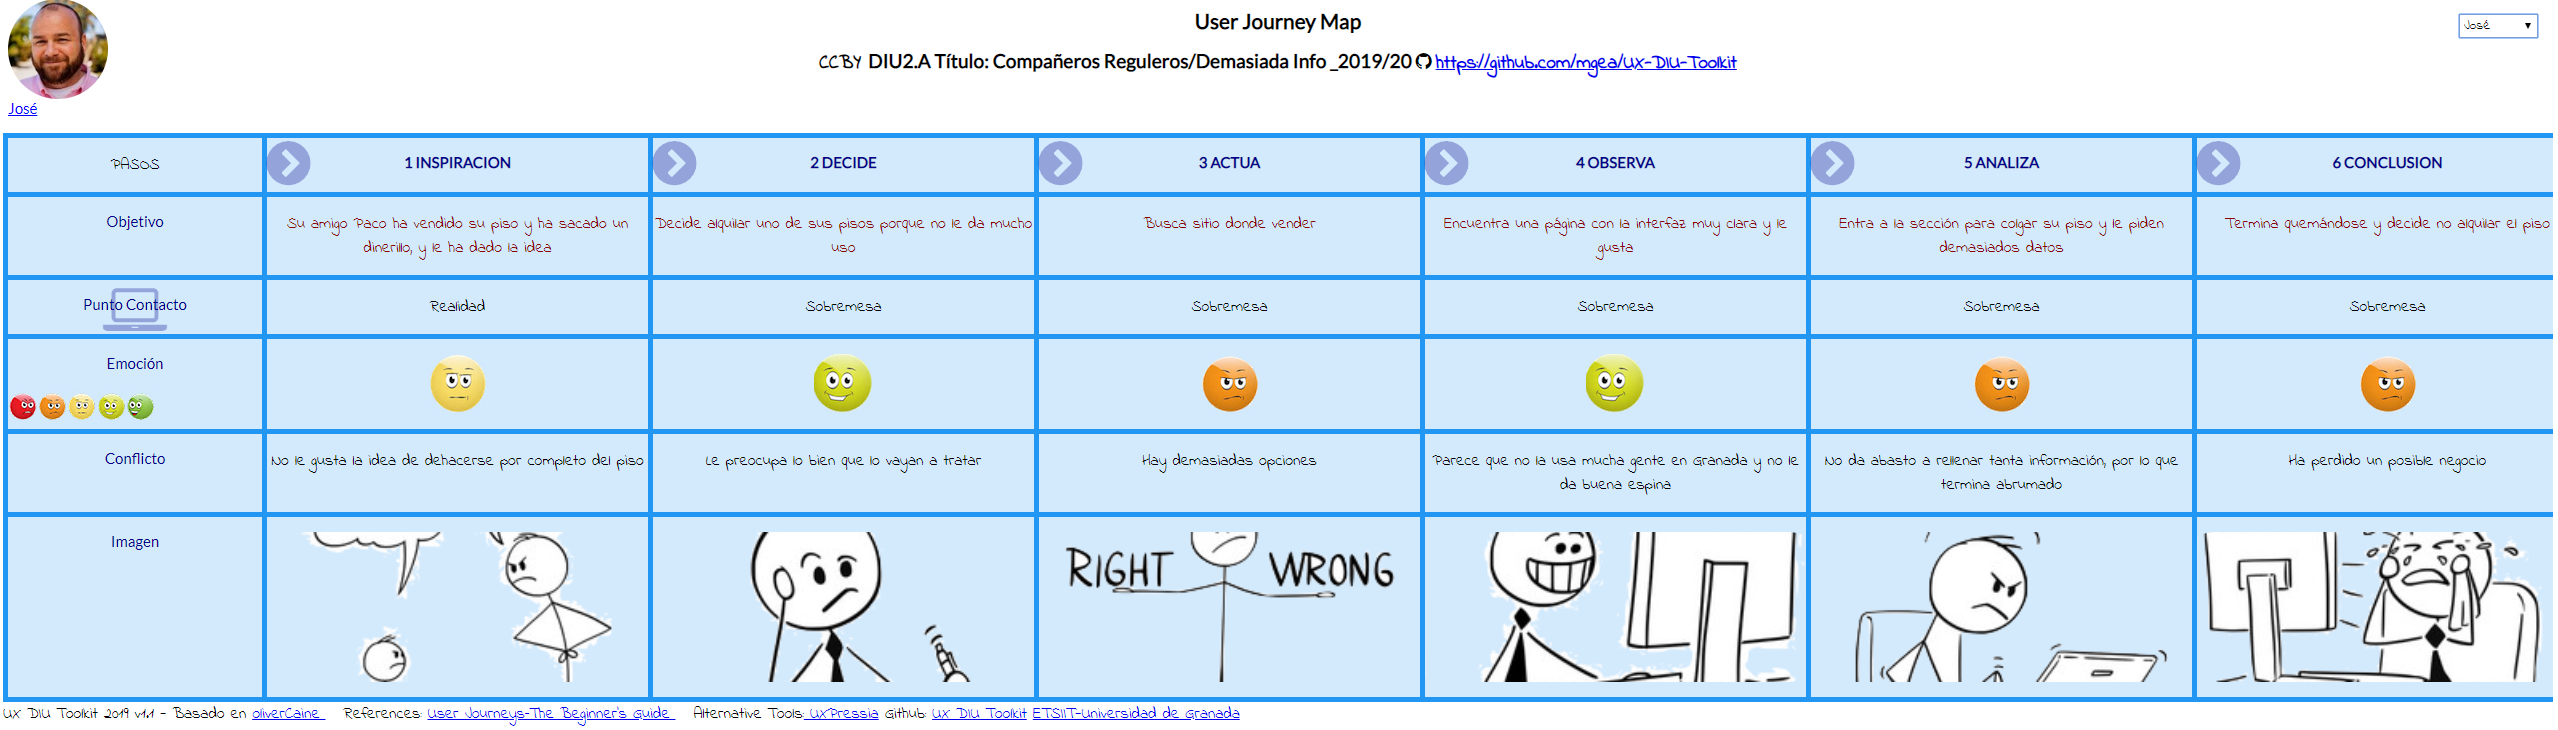 User Journey Map
José
CCBY DIU2.A Título: Compañeros Reguleros/Demasiada Info _2019/20 https://github.com/mgea/UX-DIU-Toolkit
José
PASOS
1 INSPIRACION
2 DECIDE
3 ACTUA
4 OBSERVA
5 ANALIZA
6 CONCLUSION
Objetivo
Su amigo Paco ha vendido su piso y ha sacado un
dinerillo, y le ha dado la idea
Decide alquilar uno de sus pisos porque no le da mucho
uso
Busca sitio donde vender
Encuentra una página con la interfaz muy clara y le
gusta
Entra a la sección para colgar su piso y le piden
demasiados datos
Termina quemándose y decide no alquilar el piso
Punto Contacto
Realidad
Sobremesa
Sobremesa
Sobremesa
Sobremesa
Sobremesa
Emoción
Conflicto
No le gusta la idea de dehacerse por completo del piso
Le preocupa lo bien que lo vayan a tratar
Hay demasiadas opciones
Parece que no la usa mucha gente en Granada y no le
da buena espina
No da abasto a rellenar tanta información, por lo que
termina abrumado
Ha perdido un posible negocio
Imagen
RIGHT
WRONG
UX DIU Toolkit 2019 v1.1 - Basado en oliverCaine References: User Journeys-The Beginner's Guide Alternative Tools: UXPressia Github: UX DIU Toolkit ETSIIT-Universidad de Granada